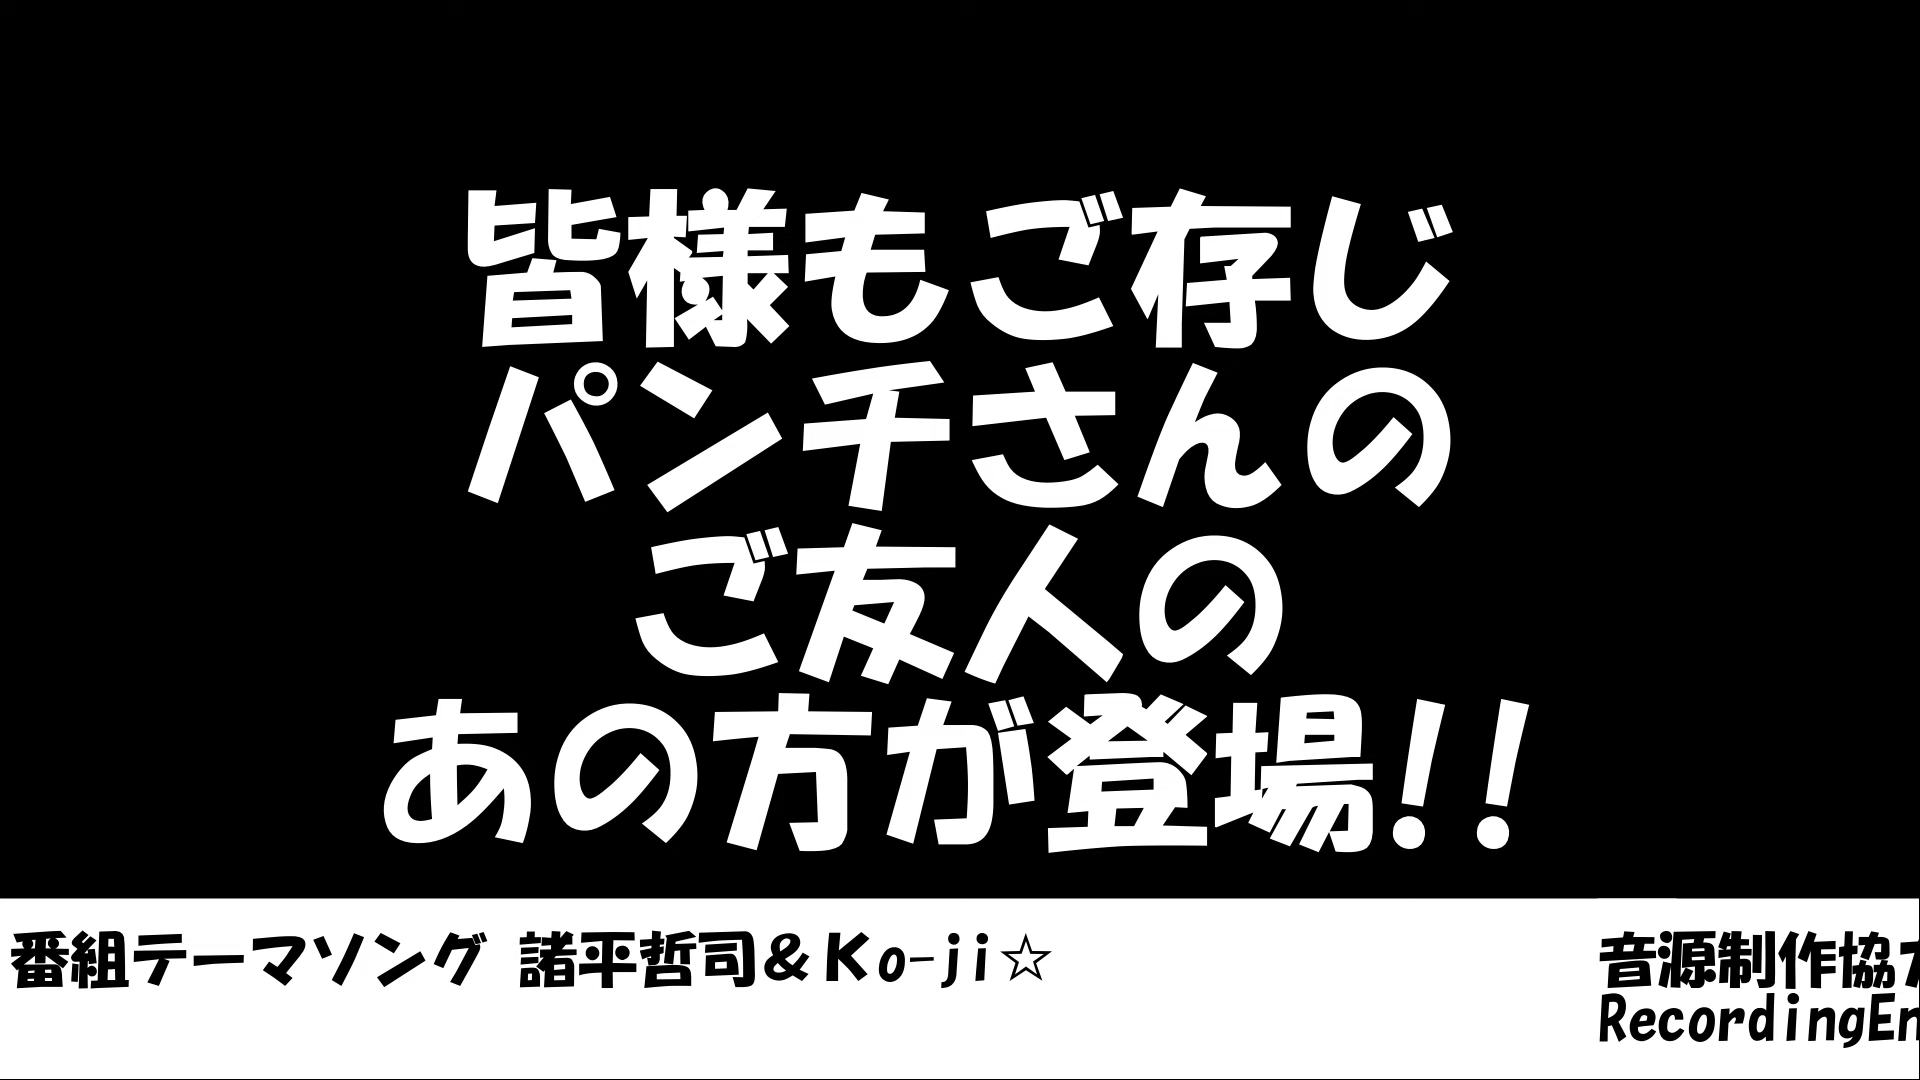 皆様もご存じ
パンチさんの
ご友人の
あの方が登場!!
番組テーマソング 諸平哲司＆Ko-ji☆
音源制作協
RecordingEn